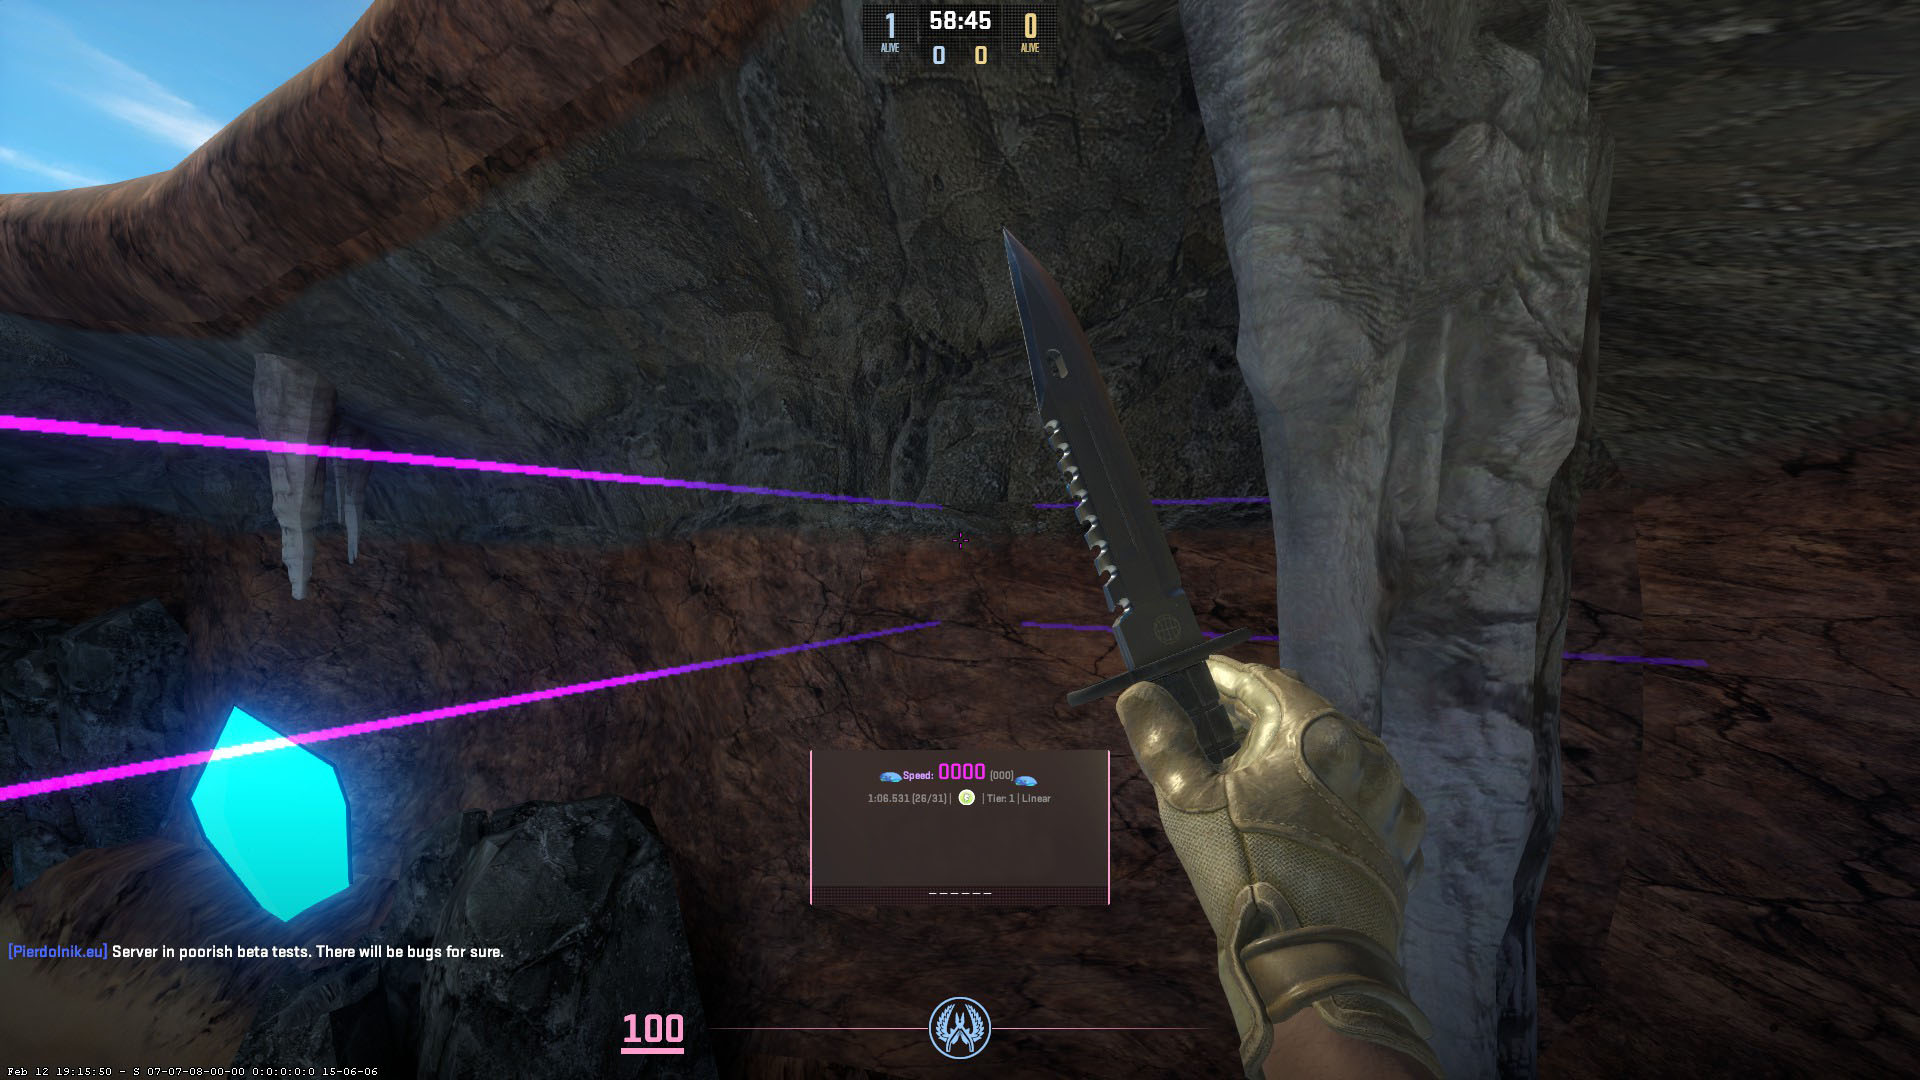 1 58:45 0
ALIVE 0 0 ALIVE
Speed: 0000 (000)
1:06.531 (26/31) | | Tier: 1 | Linear
[Pierdolnik.eu] Server in poorish beta tests. There will be bugs for sure.
100
Feb 12 19:15:50 - S 07-07-08-00-00 0:0:0:0:0 15-06-06